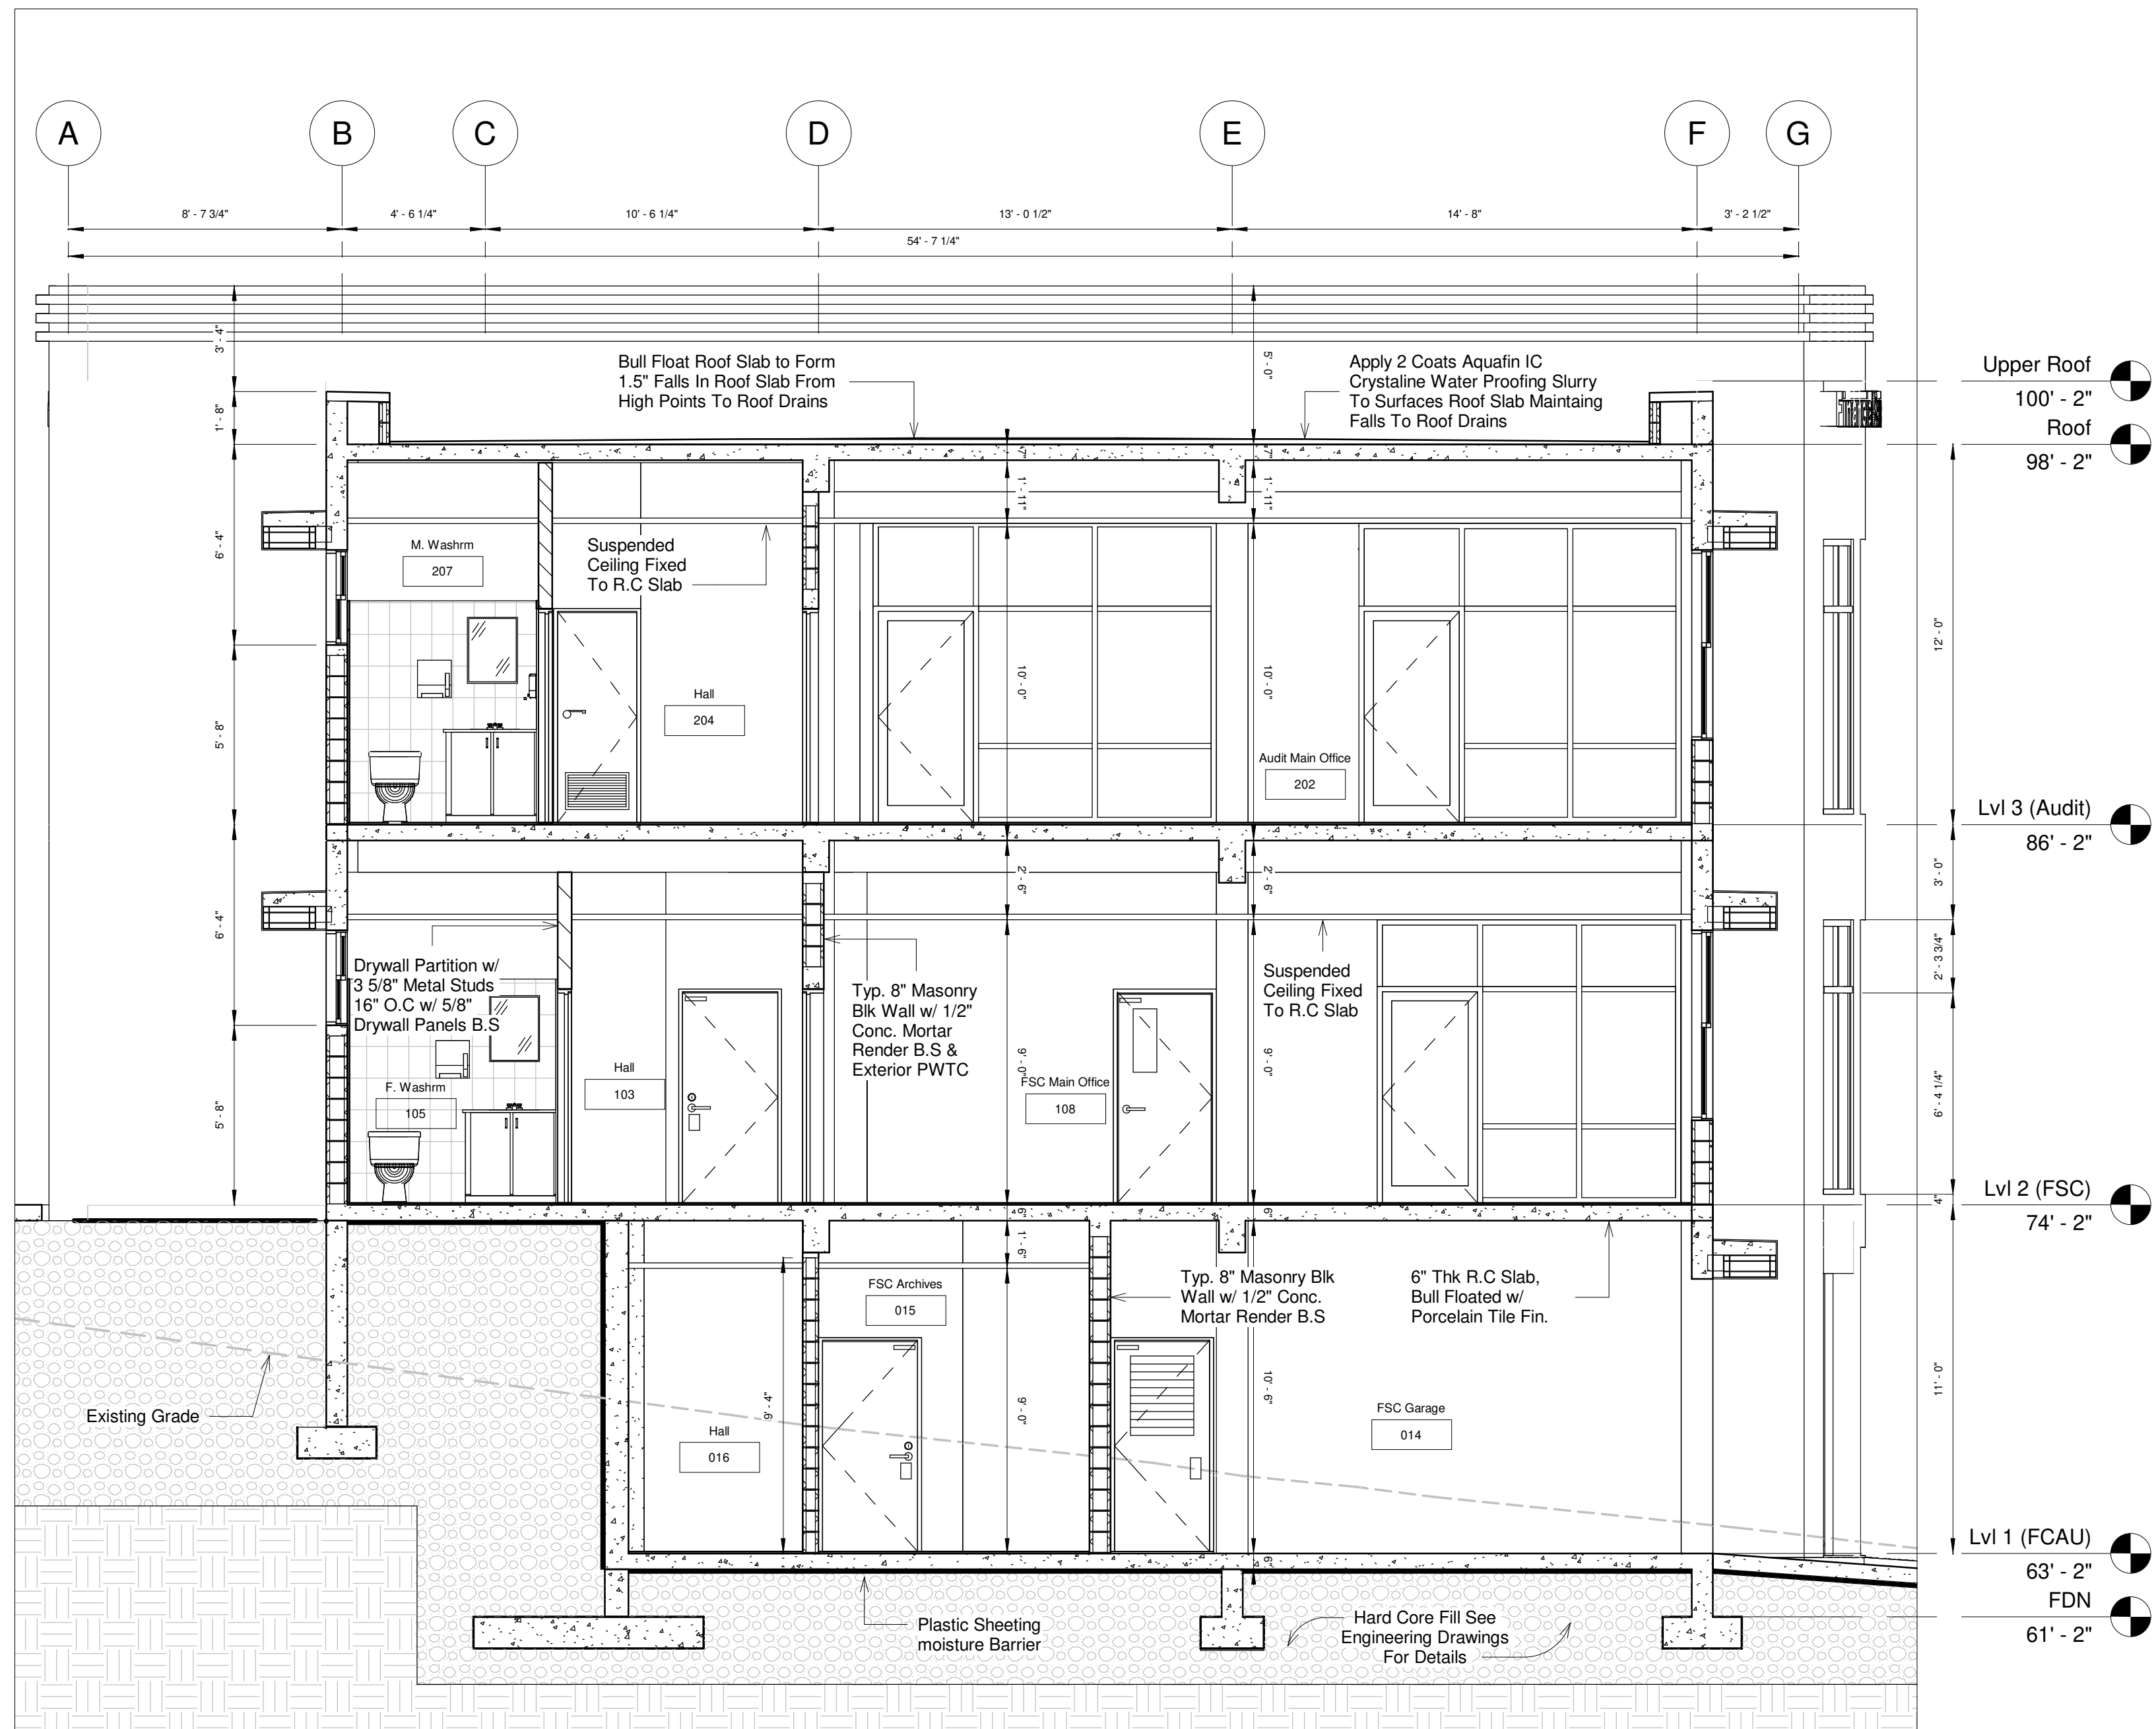 A
B
C
D
E
F
G
8' - 7 3/4"
4' - 6 1/4"
10' - 6 1/4"
13' - 0 1/2"
14' - 8"
3' - 2 1/2"
54' - 7 1/4"
3' - 4"
1' - 8"
6' - 4"
5' - 8"
6' - 4"
5' - 8"
Bull Float Roof Slab to Form
1.5" Falls In Roof Slab From
High Points To Roof Drains
5' - 0"
Apply 2 Coats Aquafin IC
Crystaline Water Proofing Slurry
To Surfaces Roof Slab Maintaing
Falls To Roof Drains
Upper Roof
100' - 2"
Roof
98' - 2"
7"
7"
1' - 11"
1' - 11"
M. Washrm
207
Suspended
Ceiling Fixed
To R.C Slab
Hall
204
10' - 0"
10' - 0"
Audit Main Office
202
12' - 0"
Lvl 3 (Audit)
86' - 2"
2' - 6"
2' - 6"
3' - 0"
2' - 3 3/4"
6' - 4 1/4"
4"
Drywall Partition w/
3 5/8" Metal Studs
16" O.C w/ 5/8"
Drywall Panels B.S
F. Washrm
105
Hall
103
Typ. 8" Masonry
Blk Wall w/ 1/2"
Conc. Mortar
Render B.S &
Exterior PWTC
9' - 0"
FSC Main Office
108
Suspended
Ceiling Fixed
To R.C Slab
9' - 0"
Lvl 2 (FSC)
74' - 2"
6"
6"
1' - 6"
FSC Archives
015
Typ. 8" Masonry Blk
Wall w/ 1/2" Conc.
Mortar Render B.S
6" Thk R.C Slab,
Bull Floated w/
Porcelain Tile Fin.
Existing Grade
9' - 4"
Hall
016
9' - 0"
10' - 6"
FSC Garage
014
11' - 0"
6"
Lvl 1 (FCAU)
63' - 2"
FDN
61' - 2"
Plastic Sheeting
moisture Barrier
Hard Core Fill See
Engineering Drawings
For Details